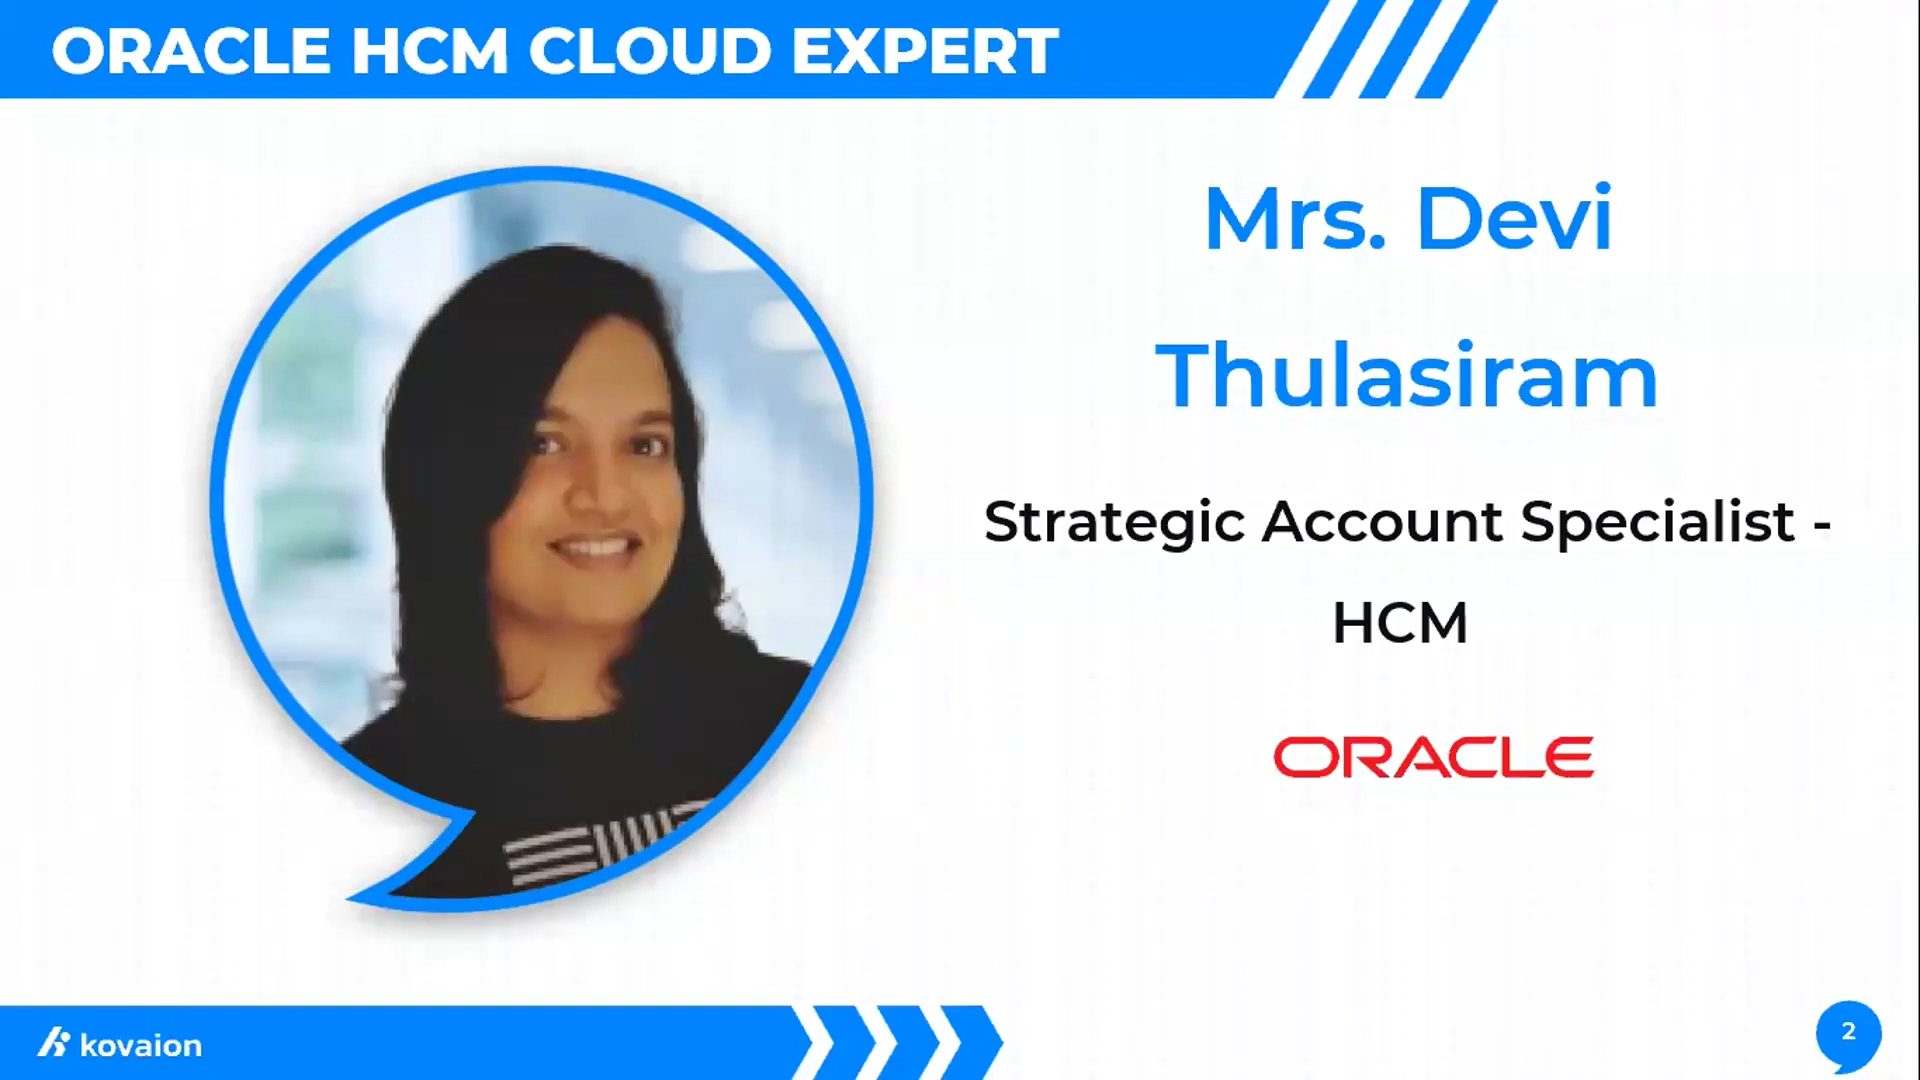 ORACLE HCM CLOUD EXPERT
Mrs. Devi
Thulasiram
Strategic Account Specialist -
HCM
ORACLE
kovaion
2